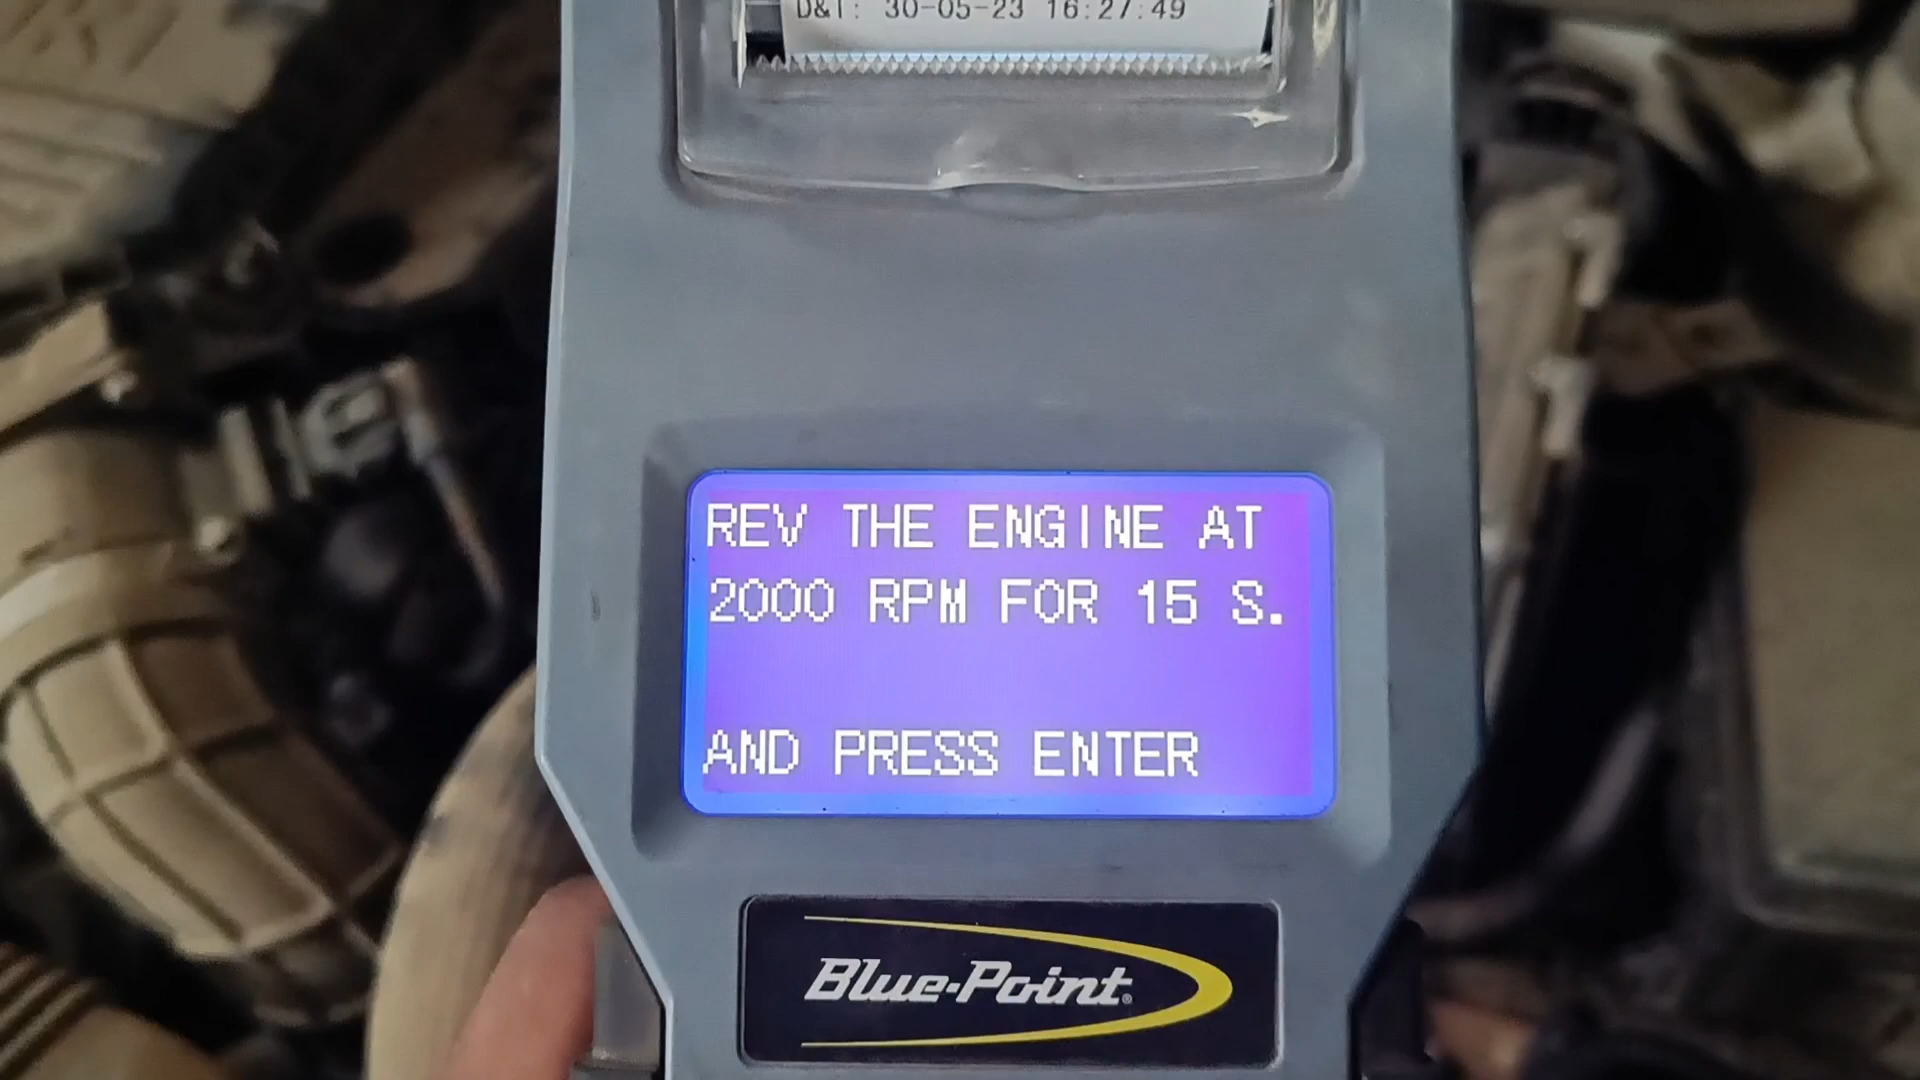 D&T: 30-05-23 16:27:49
REV THE ENGINE AT
2000 RPM FOR 15 S.
AND PRESS ENTER
Blue-Point®